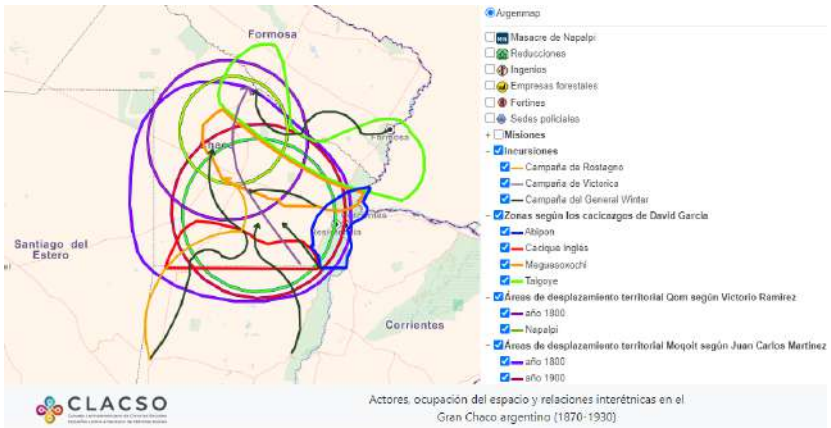 Formosa
Chaco
Formosa
Santiago del
Estero
Corrientes
Argenmap
Masacre de Napalpí
Reducciones
Ingenios
Empresas forestales
Fortines
Sedes policiales
+ Misiones
- Incursiones
Campaña de Rostagno
Campaña de Victorica
Campaña del General Winter
- Zonas según los cacicazgos de David García
Abipon
Cacique Inglés
Meguesoxochi
Taigoye
- Áreas de desplazamiento territorial Qom según Victorio Ramirez
año 1800
Napalpi
- Áreas de desplazamiento territorial Moqoit según Juan Carlos Martinez
año 1800
año 1900
CLACSO
Actores, ocupación del espacio y relaciones interétnicas en el
Gran Chaco argentino (1870-1930)